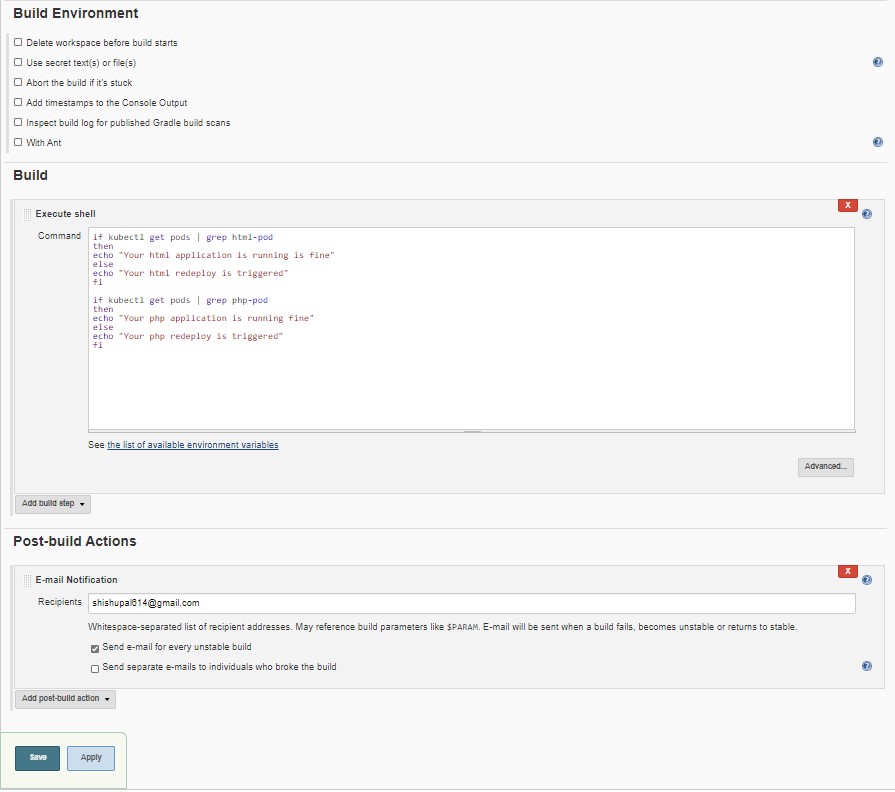 Build Environment
Delete workspace before build starts
Use secret text(s) or file(s)
Abort the build if it's stuck
Add timestamps to the Console Output
Inspect build log for published Gradle build scans
With Ant
Build
X
Execute shell
Command
if kubectl get pods | grep html-pod
then
echo "Your html application is running is fine"
else
echo "Your html redeploy is triggered"
fi
if kubectl get pods | grep php-pod
then
echo "Your php application is running fine"
else
echo "Your php redeploy is triggered"
fi
See the list of available environment variables
Advanced...
Add build step
Post-build Actions
X
E-mail Notification
Recipients shishupal614@gmail.com
Whitespace-separated list of recipient addresses. May reference build parameters like $PARAM. E-mail will be sent when a build fails, becomes unstable or returns to stable.
Send e-mail for every unstable build
Send separate e-mails to individuals who broke the build
Add post-build action
Save Apply